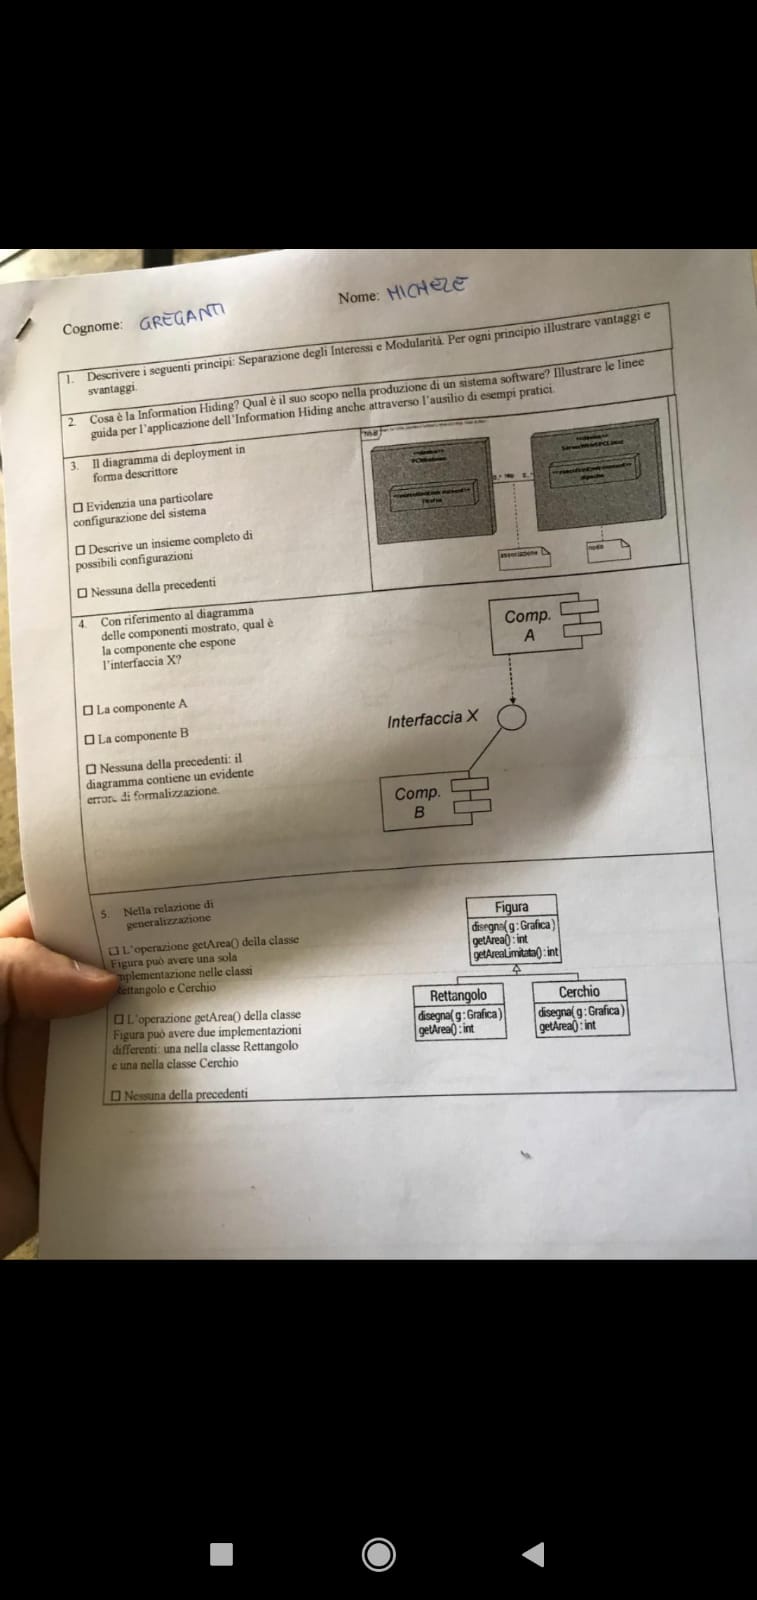 Cognome: GREGANTI Nome: MICHELE
1. Descrivere i seguenti principi: Separazione degli Interessi e Modularità. Per ogni principio illustrare vantaggi e
svantaggi.
2. Cosa è la Information Hiding? Qual è il suo scopo nella produzione di un sistema software? Illustrare le linee
guida per l'applicazione dell'Information Hiding anche attraverso l'ausilio di esempi pratici.
3. Il diagramma di deployment in
forma descrittore
Evidenzia una particolare
configurazione del sistema
Descrive un insieme completo di
possibili configurazioni
Nessuna della precedenti
associazione
nodo
4. Con riferimento al diagramma
delle componenti mostrato, qual è
la componente che espone
l'interfaccia X?
La componente A
La componente B
Nessuna della precedenti: il
diagramma contiene un evidente
errore di formalizzazione.
Comp.
A
Interfaccia X
Comp.
B
5. Nella relazione di
generalizzazione
L'operazione getArea() della classe
Figura può avere una sola
mplementazione nelle classi
Rettangolo e Cerchio
L'operazione getArea() della classe
Figura può avere due implementazioni
differenti: una nella classe Rettangolo
e una nella classe Cerchio
Nessuna della precedenti
Figura
disegna( g : Grafica )
getArea() : int
getAreaLimitata() : int
Rettangolo
disegna( g : Grafica )
getArea() : int
Cerchio
disegna( g : Grafica )
getArea() : int